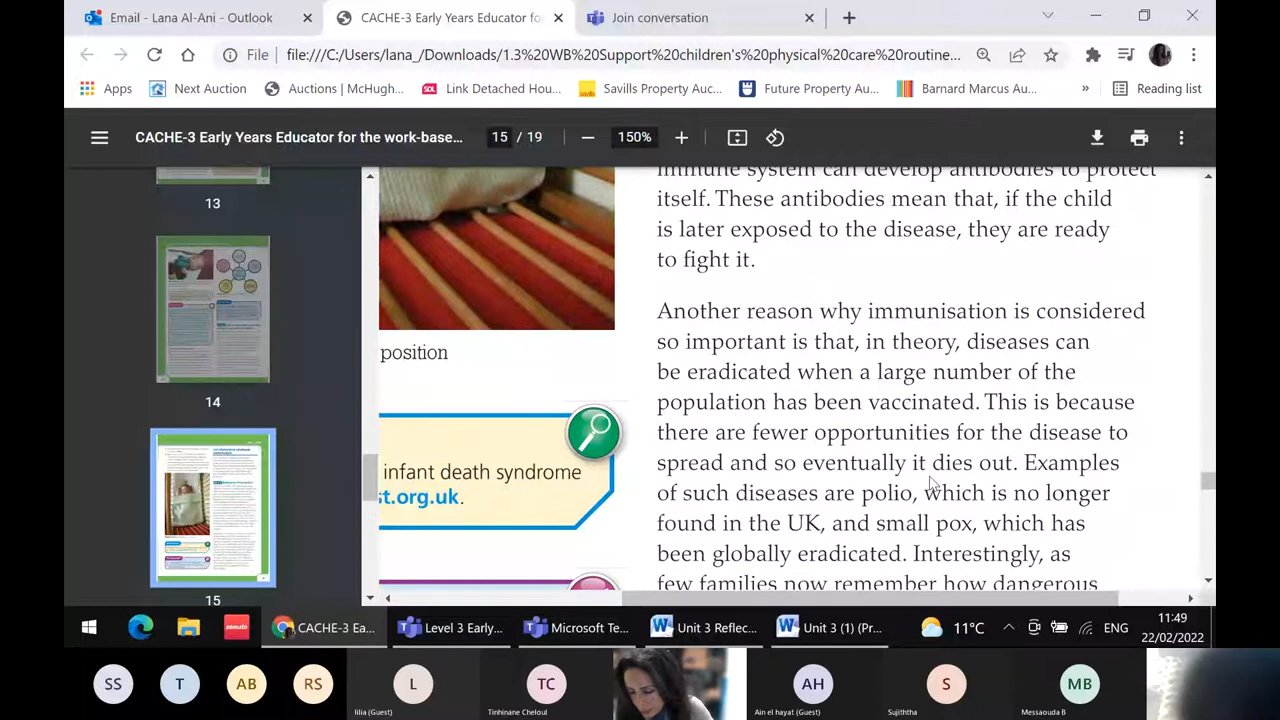 Email - Lana Al-Ani - Outlook
CACHE-3 Early Years Educator fo
Join conversation
File
file:///C:/Users/lana_/Downloads/1.3%20WB%20Support%20children's%20physical%20care%20routine...
Apps
Next Auction
Auctions | McHugh...
SDL
Link Detached Hou...
savills
Savills Property Auc...
Future Property Au...
Barnard Marcus Au...
»
Reading list
CACHE-3 Early Years Educator for the work-base...
15 / 19
150%
13
14
15
position
infant death syndrome
st.org.uk.
immune system can develop antibodies to protect
itself. These antibodies mean that, if the child
is later exposed to the disease, they are ready
to fight it.
Another reason why immunisation is considered
so important is that, in theory, diseases can
be eradicated when a large number of the
population has been vaccinated. This is because
there are fewer opportunities for the disease to
spread and so eventually it dies out. Examples
of such diseases are polio, which is no longer
found in the UK, and small pox, which has
been globally eradicated. Interestingly, as
few families now remember how dangerous
zomato
CACHE-3 Ea...
Level 3 Early...
Microsoft Te...
Unit 3 Reflec...
Unit 3 (1) (Pr...
11°C
ENG
11:49
22/02/2022
SS
T
AB
RS
L
lilia (Guest)
TC
Tinhinane Cheloul
AH
Ain el hayat (Guest)
S
Sujiththa
MB
Messaouda B